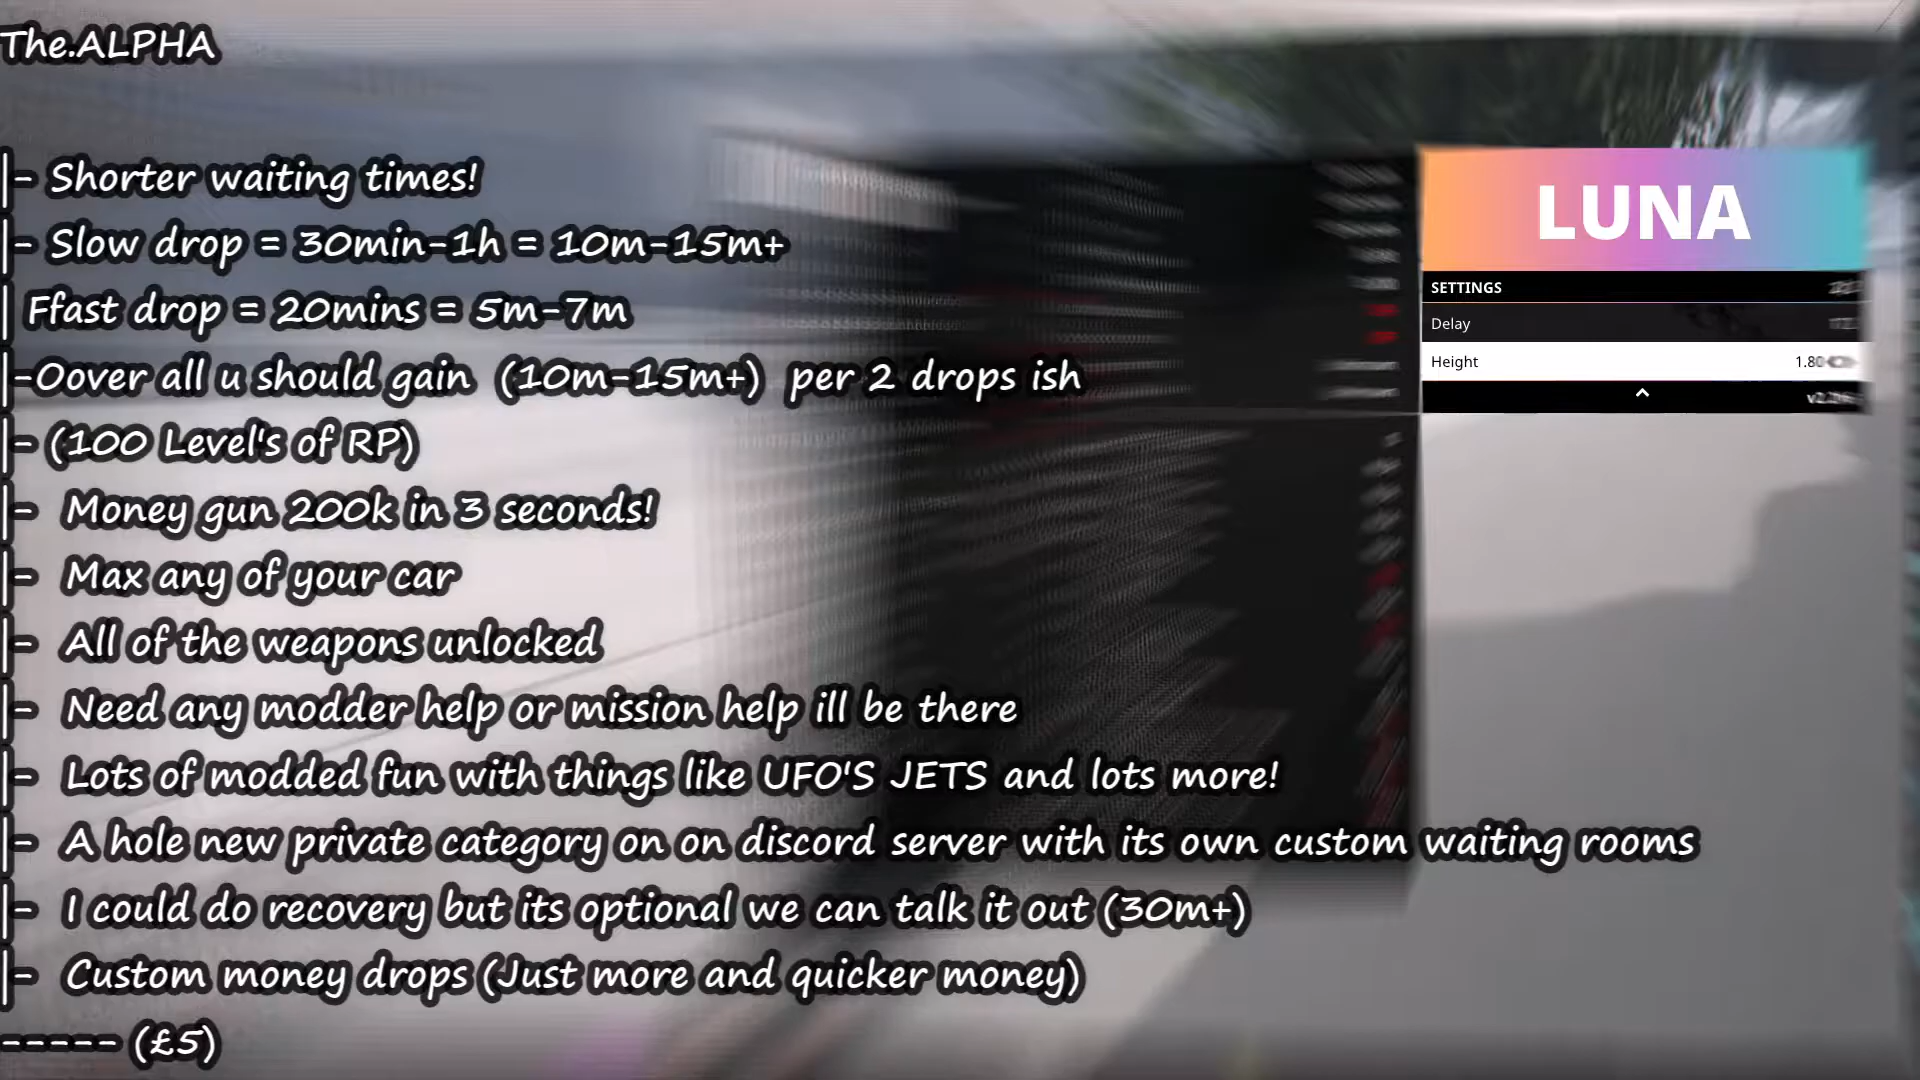 The.ALPHA
|- Shorter waiting times!
|- Slow drop = 30min-1h = 10m-15m+
| Ffast drop = 20mins = 5m-7m
|-Oover all u should gain (10m-15m+) per 2 drops ish
|- (100 Level's of RP)
|- Money gun 200k in 3 seconds!
|- Max any of your car
|- All of the weapons unlocked
|- Need any modder help or mission help ill be there
|- Lots of modded fun with things like UFO'S JETS and lots more!
|- A hole new private category on on discord server with its own custom waiting rooms
|- I could do recovery but its optional we can talk it out (30m+)
|- Custom money drops (Just more and quicker money)
----- (£5)
LUNA
SETTINGS
Delay
Height 1.80